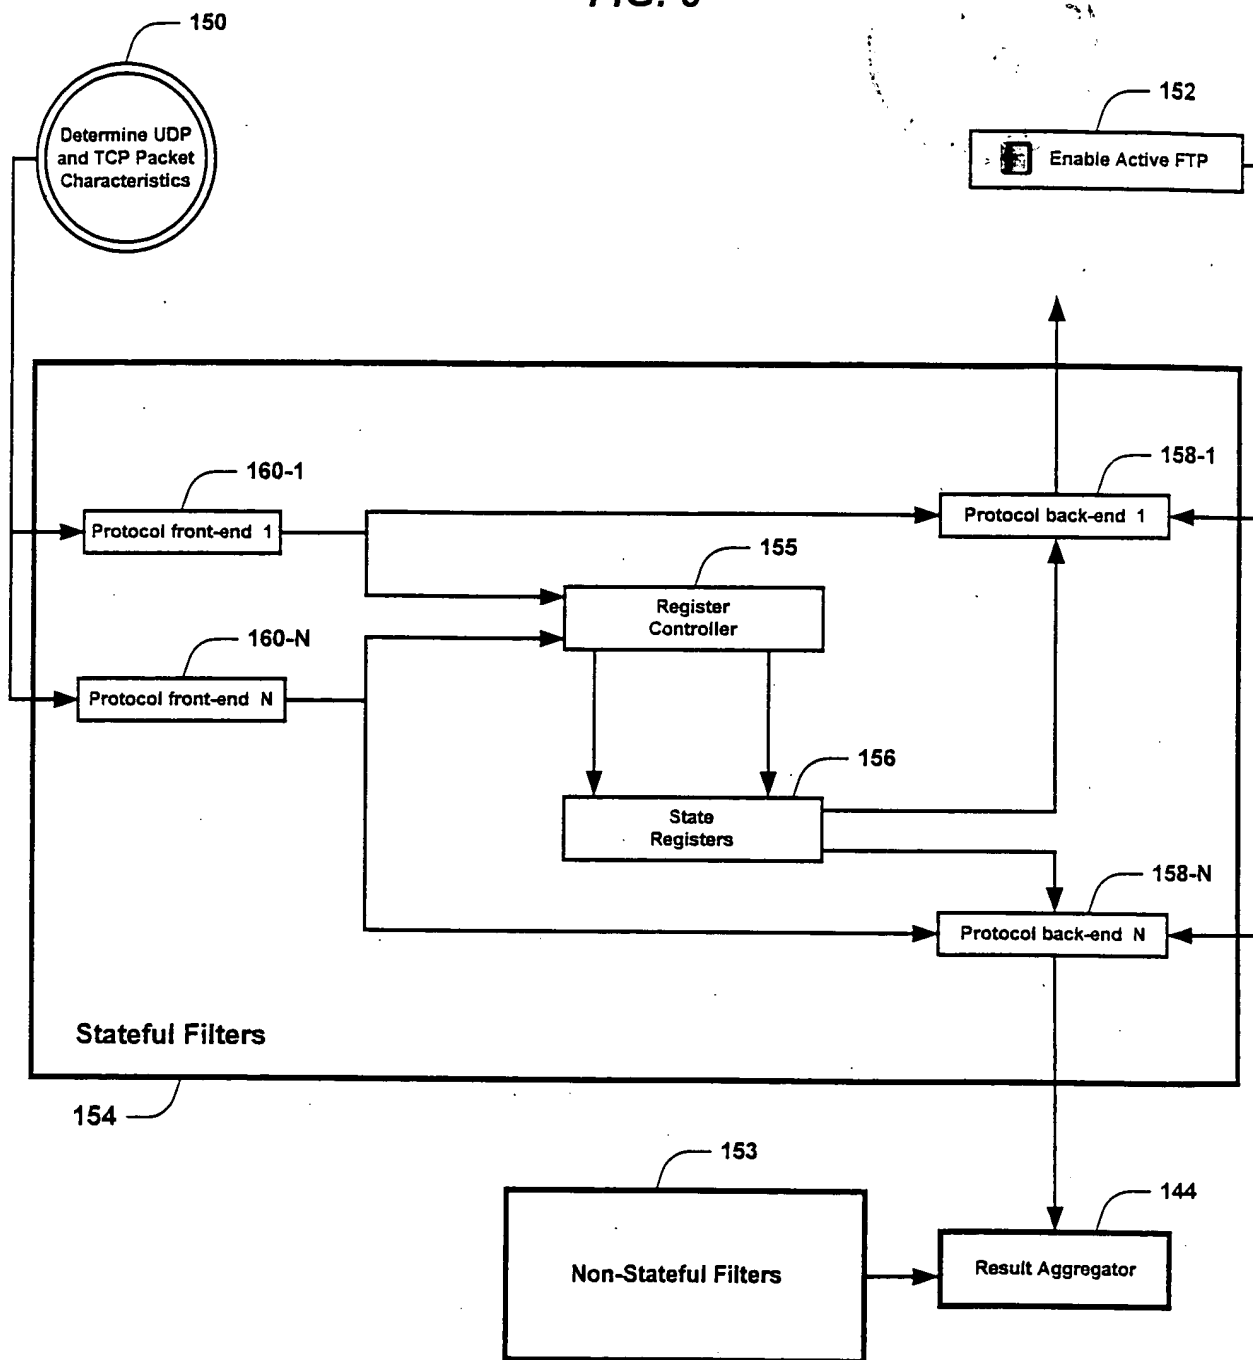 150
152
Determine UDP
and TCP Packet
Characteristics
Enable Active FTP
160-1
158-1
Protocol front-end 1
Protocol back-end 1
155
Register
Controller
160-N
Protocol front-end N
156
State
Registers
158-N
Protocol back-end N
Stateful Filters
154
153
144
Non-Stateful Filters
Result Aggregator